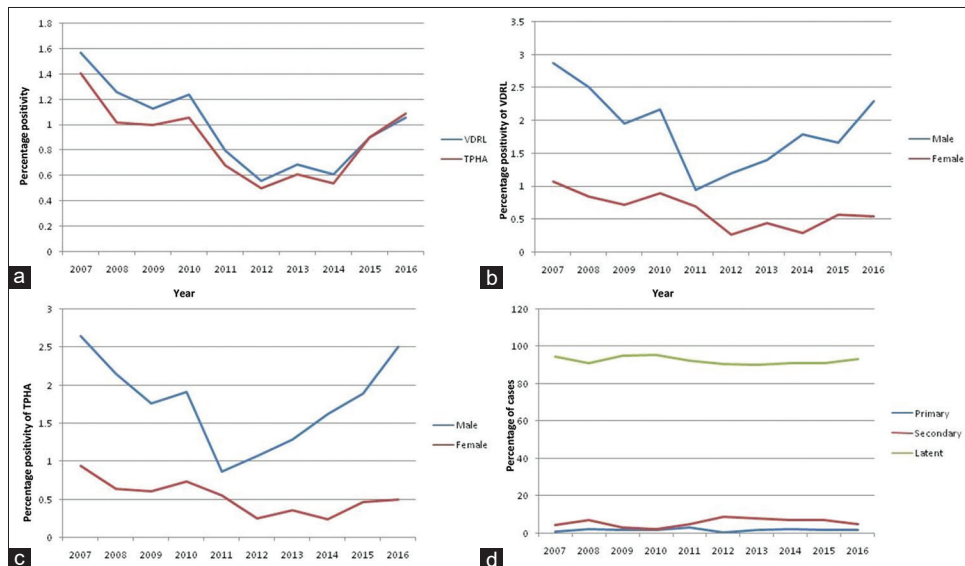 1.8
1.6
1.4
1.2
1
0.8
0.6
0.4
0.2
0
Percentage positivity
2007 2008 2009 2010 2011 2012 2013 2014 2015 2016
Year
VDRL
TPHA
a
3.5
3
2.5
2
1.5
1
0.5
0
Percentage positivity of VDRL
2007 2008 2009 2010 2011 2012 2013 2014 2015 2016
Year
Male
Female
b
3
2.5
2
1.5
1
0.5
0
Percentage positivity of TPHA
2007 2008 2009 2010 2011 2012 2013 2014 2015 2016
Male
Female
c
120
100
80
60
40
20
0
Percentage of cases
2007 2008 2009 2010 2011 2012 2013 2014 2015 2016
Primary
Secondary
Latent
d